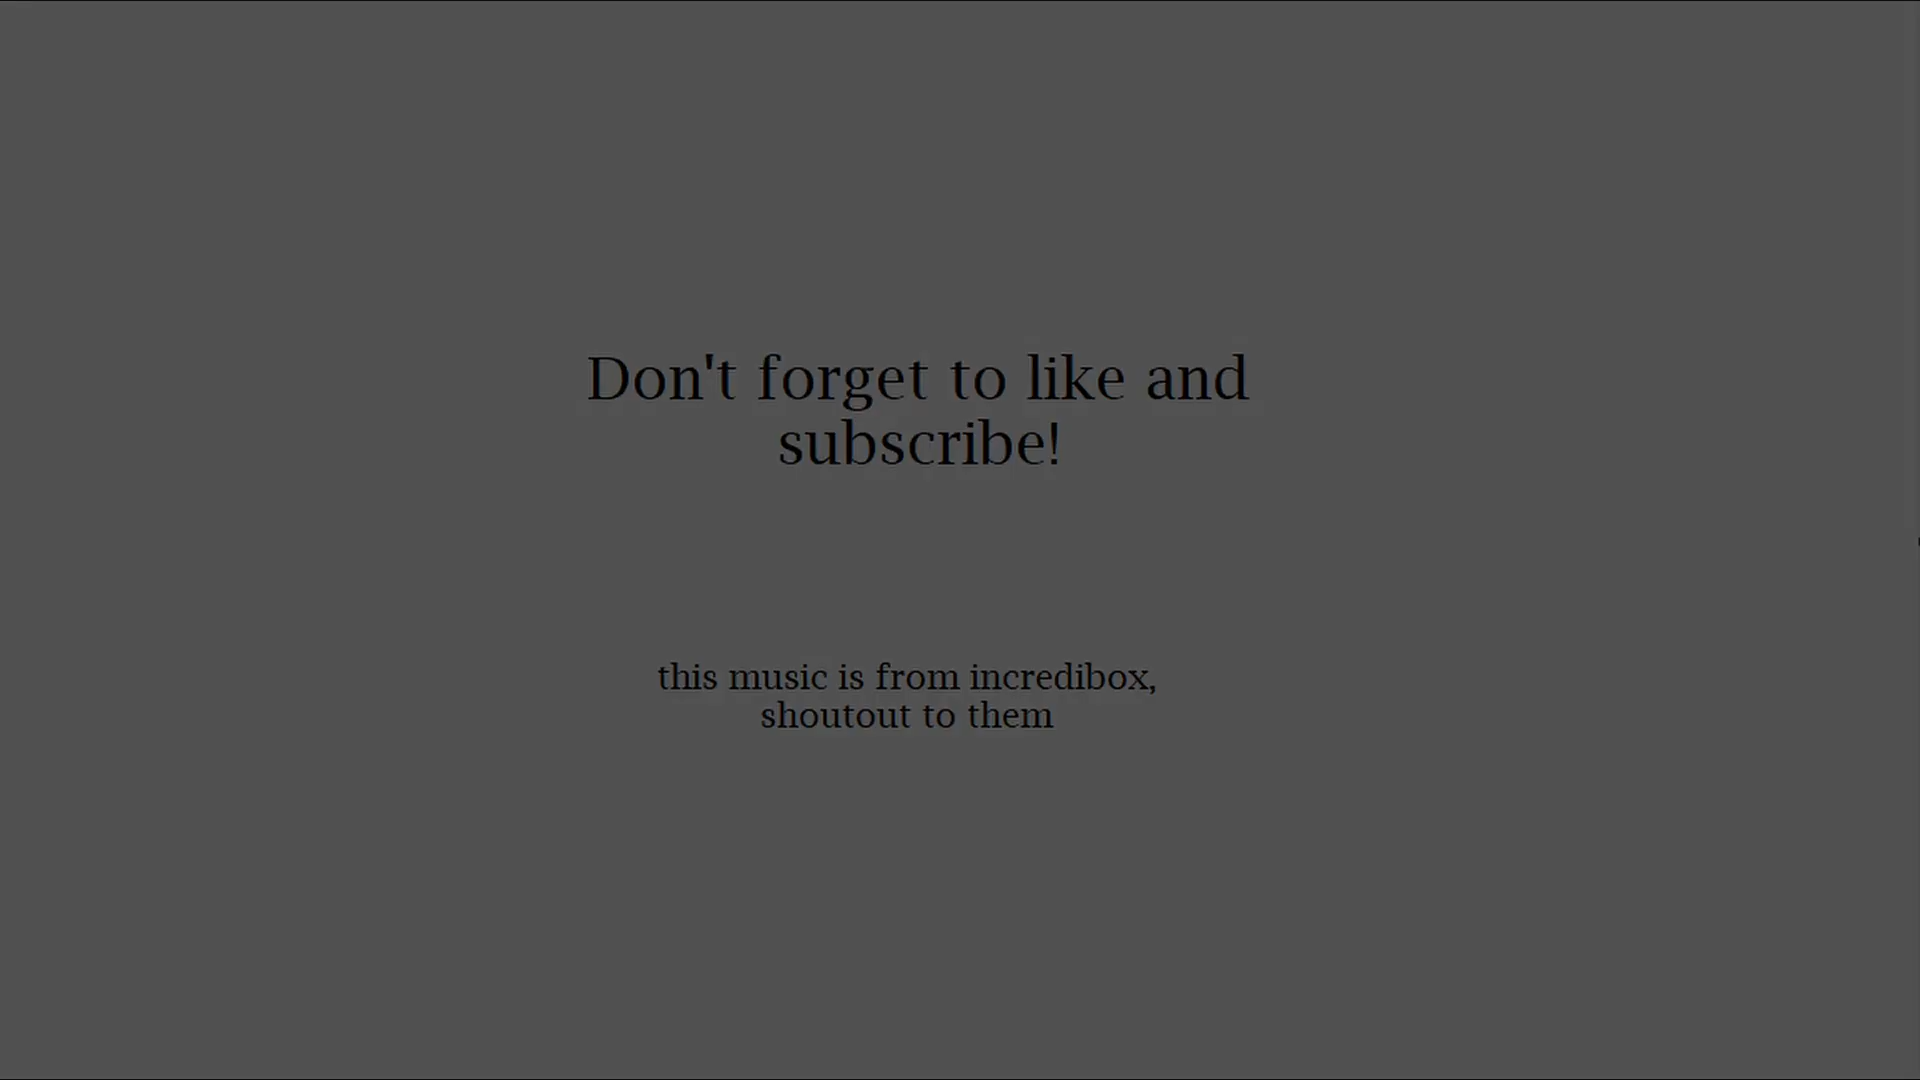 Don't forget to like and
subscribe!
this music is from incredibox,
shoutout to them